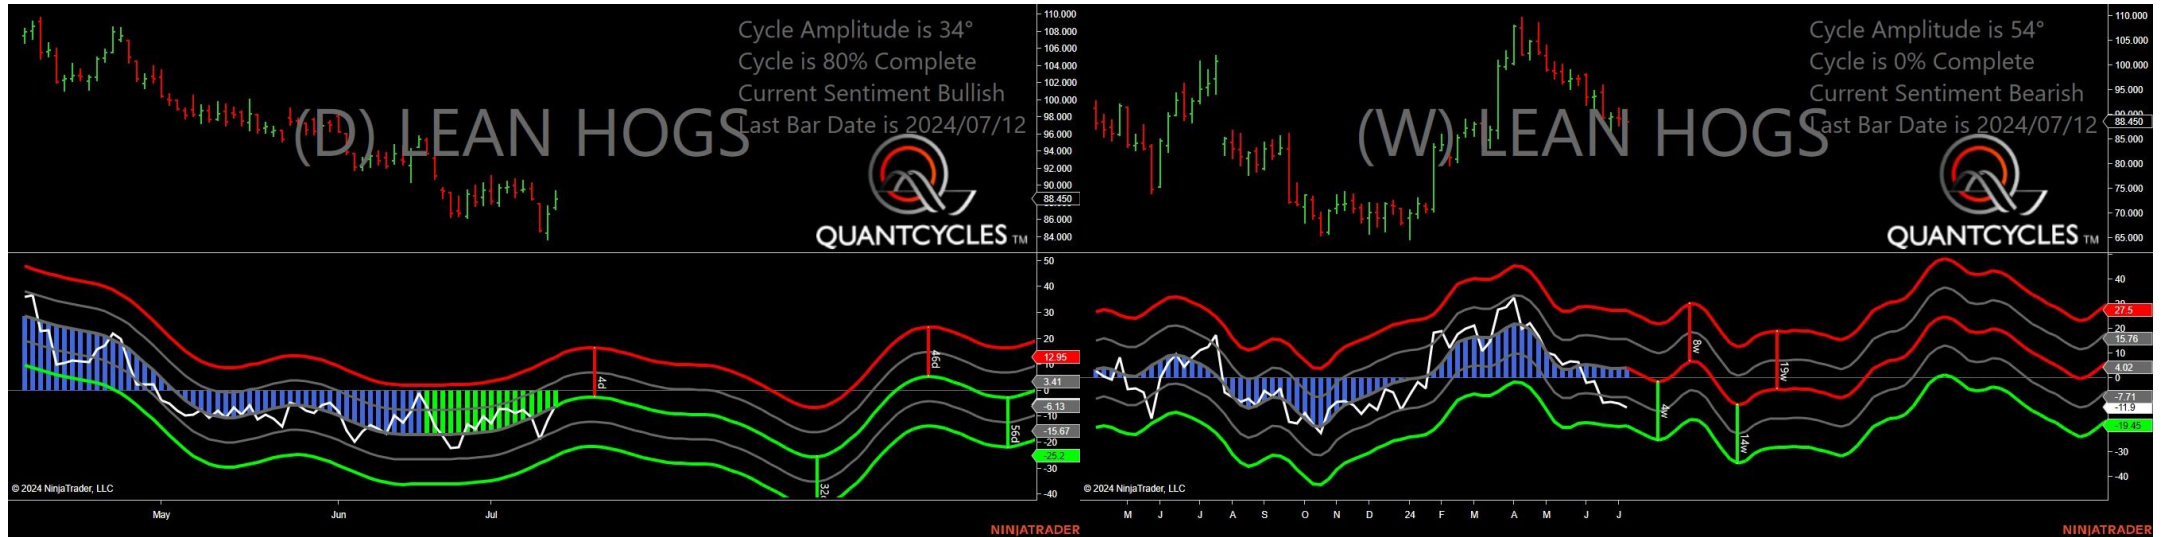 Cycle Amplitude is 34°
Cycle is 80% Complete
Current Sentiment Bullish
Last Bar Date is 2024/07/12
(D) LEAN HOGS
QUANTCYCLES TM
110.000
108.000
106.000
104.000
102.000
100.000
98.000
96.000
94.000
92.000
90.000
88.450
86.000
84.000
50
40
30
20
12.95
10
3.41
0
-6.13
-10
-15.67
-20
-25.2
-30
-40
4d
32
46d
56d
© 2024 NinjaTrader, LLC
May Jun Jul
NINJATRADER
Cycle Amplitude is 54°
Cycle is 0% Complete
Current Sentiment Bearish
Last Bar Date is 2024/07/12
(W) LEAN HOGS
QUANTCYCLES TM
110.000
105.000
100.000
95.000
88.450
85.000
80.000
75.000
70.000
65.000
40
27.5
20
15.76
10
4.02
0
-7.71
-11.9
-19.45
-30
-40
4w
8w
14w
19w
© 2024 NinjaTrader, LLC
M J J A S O N D 24 F M A M J J
NINJATRADER